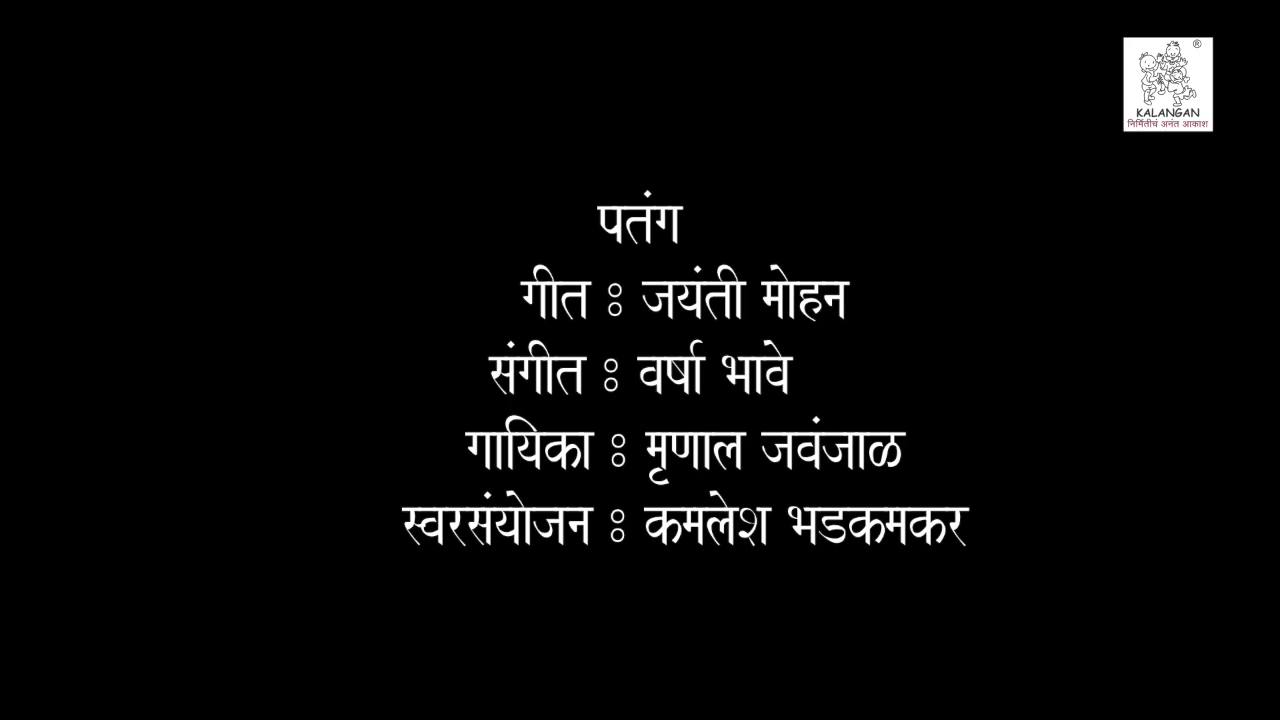 ®
KALANGAN
निर्मितीचं अनंत आकाश
पतंग
गीत : जयंती मोहन
संगीत : वर्षा भावे
गायिका : मृणाल जवंजाळ
स्वरसंयोजन : कमलेश भडकमकर